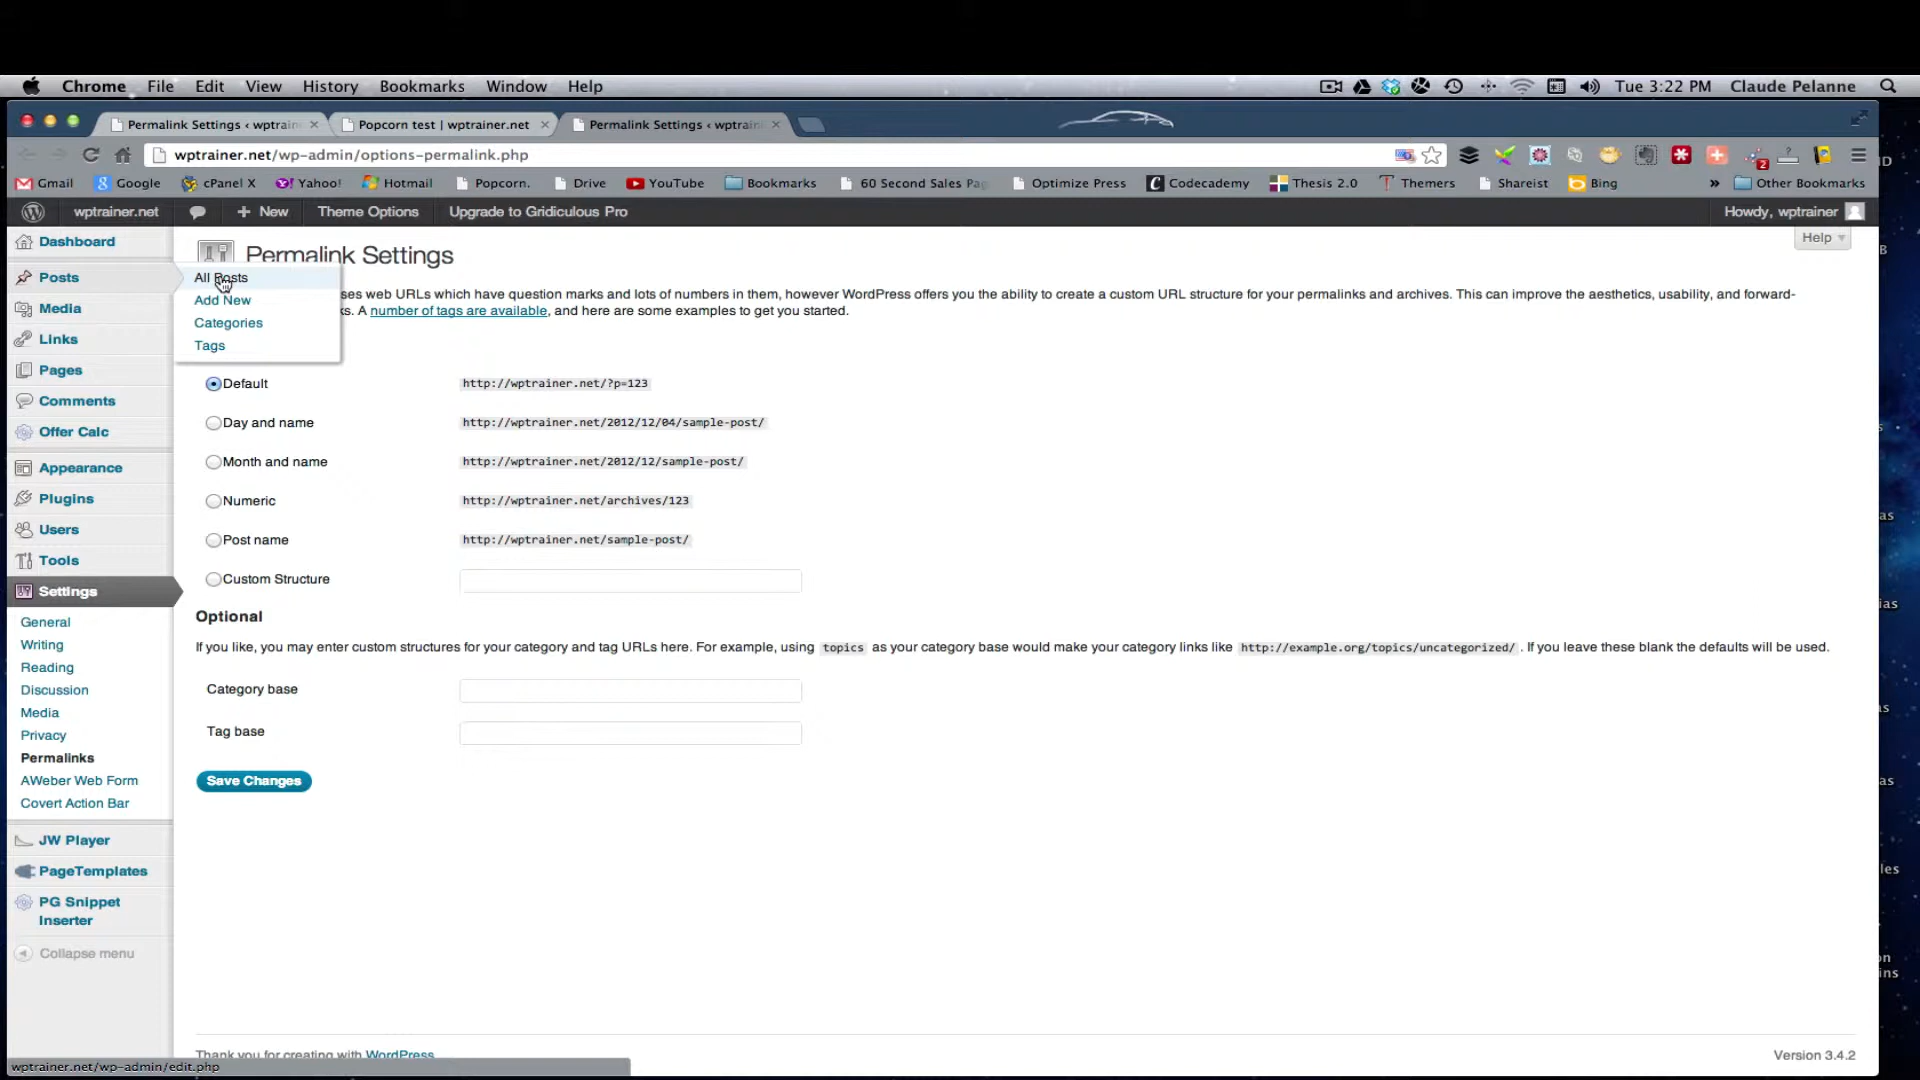 Chrome File Edit View History Bookmarks Window Help Tue 3:22 PM Claude Pelanne
Permalink Settings ‹ wptrain Popcorn test | wptrainer.net Permalink Settings ‹ wptrain
wptrainer.net/wp-admin/options-permalink.php
2
Gmail Google cPanel X Yahoo! Hotmail Popcorn. Drive YouTube Bookmarks 60 Second Sales Pag Optimize Press Codecademy Thesis 2.0 Themers Shareist Bing » Other Bookmarks
wptrainer.net + New Theme Options Upgrade to Gridiculous Pro Howdy, wptrainer
Help
Dashboard
Posts
Media
Links
Pages
Comments
Offer Calc
Appearance
Plugins
Users
Tools
Settings
General
Writing
Reading
Discussion
Media
Privacy
Permalinks
AWeber Web Form
Covert Action Bar
JW Player
PageTemplates
PG Snippet
Inserter
Collapse menu
All Posts
Add New
Categories
Tags
Permalink Settings
ses web URLs which have question marks and lots of numbers in them, however WordPress offers you the ability to create a custom URL structure for your permalinks and archives. This can improve the aesthetics, usability, and forward-
ks. A number of tags are available, and here are some examples to get you started.
Default http://wptrainer.net/?p=123
Day and name http://wptrainer.net/2012/12/04/sample-post/
Month and name http://wptrainer.net/2012/12/sample-post/
Numeric http://wptrainer.net/archives/123
Post name http://wptrainer.net/sample-post/
Custom Structure
Optional
If you like, you may enter custom structures for your category and tag URLs here. For example, using topics as your category base would make your category links like http://example.org/topics/uncategorized/ . If you leave these blank the defaults will be used.
Category base
Tag base
Save Changes
Thank you for creating with WordPress
Version 3.4.2
wptrainer.net/wp-admin/edit.php